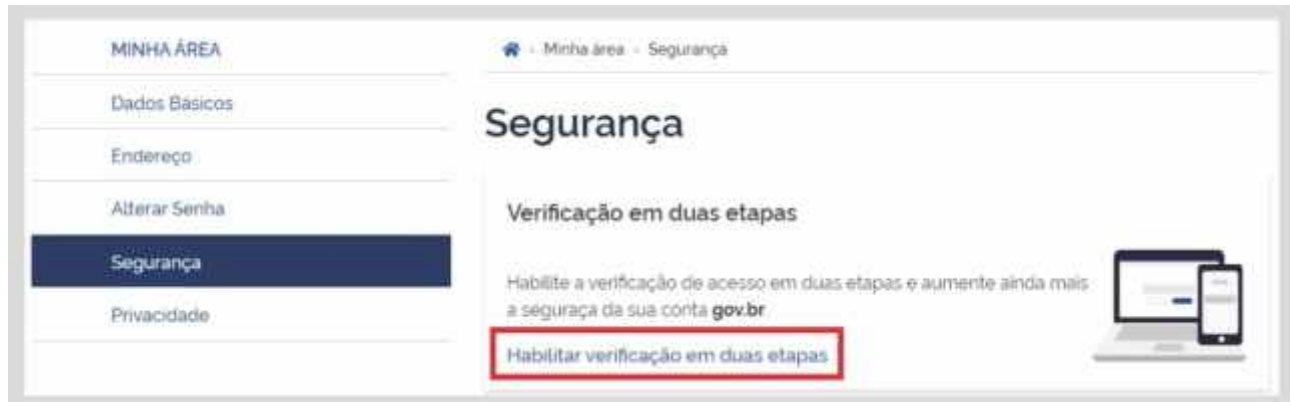 MINHA ÁREA
Dados Básicos
Endereço
Alterar Senha
Segurança
Privacidade
Minha área Segurança
Segurança
Verificação em duas etapas
Habilite a verificação de acesso em duas etapas e aumente ainda mais
a seguraça da sua conta gov.br
Habilitar verificação em duas etapas